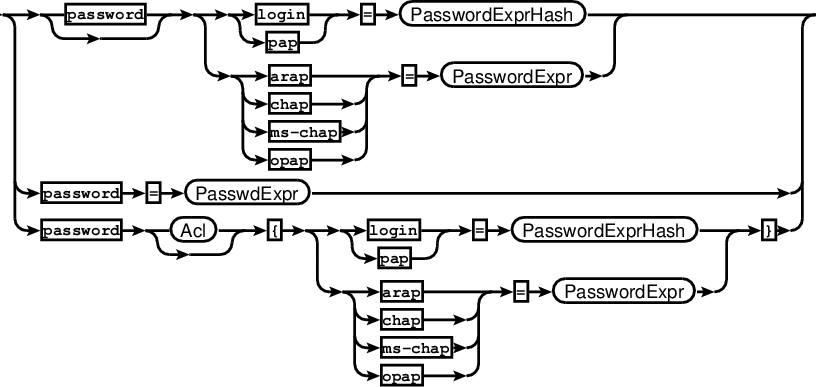 password login = PasswordExprHash
pap
arap = PasswordExpr
chap
ms-chap
opap
password = PasswdExpr
password Acl { login = PasswordExprHash }
pap
arap = PasswordExpr
chap
ms-chap
opap